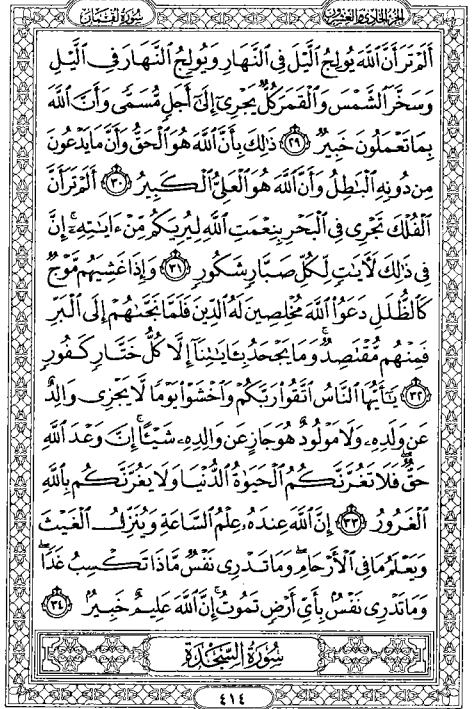 الجزء الحادي والعشرون سورة لقمان
أَلَمْ تَرَ أَنَّ ٱللَّهَ يُولِجُ ٱلَّيْلَ فِي ٱلنَّهَارِ وَيُولِجُ ٱلنَّهَارَ فِي ٱلَّيْلِ
وَسَخَّرَ ٱلشَّمْسَ وَٱلْقَمَرَ كُلٌّ يَجْرِىٓ إِلَىٰٓ أَجَلٍ مُّسَمًّى وَأَنَّ ٱللَّهَ
بِمَا تَعْمَلُونَ خَبِيرٌ ٢٩ ذَٰلِكَ بِأَنَّ ٱللَّهَ هُوَ ٱلْحَقُّ وَأَنَّ مَا يَدْعُونَ
مِن دُونِهِ ٱلْبَٰطِلُ وَأَنَّ ٱللَّهَ هُوَ ٱلْعَلِىُّ ٱلْكَبِيرُ ٣٠ أَلَمْ تَرَ أَنَّ
ٱلْفُلْكَ تَجْرِى فِي ٱلْبَحْرِ بِنِعْمَتِ ٱللَّهِ لِيُرِيَكُم مِّنْ ءَايَٰتِهِۦٓ إِنَّ
فِي ذَٰلِكَ لَأٓيَٰتٍ لِّكُلِّ صَبَّارٍ شَكُورٍ ٣١ وَإِذَا غَشِيَهُم مَّوْجٌ
كَٱلظُّلَلِ دَعَوُا۟ ٱللَّهَ مُخْلِصِينَ لَهُ ٱلدِّينَ فَلَمَّا نَجَّىٰهُمْ إِلَى ٱلْبَرِّ
فَمِنْهُم مُّقْتَصِدٌ وَمَا يَجْحَدُ بِـَٔايَٰتِنَآ إِلَّا كُلُّ خَتَّارٍ كَفُورٍ
٣٢ يَٰٓأَيُّهَا ٱلنَّاسُ ٱتَّقُوا۟ رَبَّكُمْ وَٱخْشَوْا۟ يَوْمًا لَّا يَجْزِى وَالِدٌ
عَن وَلَدِهِۦ وَلَا مَوْلُودٌ هُوَ جَازٍ عَن وَالِدِهِۦ شَيْـًٔا إِنَّ وَعْدَ ٱللَّهِ
حَقٌّ فَلَا تَغُرَّنَّكُمُ ٱلْحَيَوٰةُ ٱلدُّنْيَا وَلَا يَغُرَّنَّكُم بِٱللَّهِ
ٱلْغَرُورُ ٣٣ إِنَّ ٱللَّهَ عِندَهُۥ عِلْمُ ٱلسَّاعَةِ وَيُنَزِّلُ ٱلْغَيْثَ
وَيَعْلَمُ مَا فِي ٱلْأَرْحَامِ وَمَا تَدْرِى نَفْسٌ مَّاذَا تَكْسِبُ غَدًا
وَمَا تَدْرِى نَفْسٌۢ بِأَىِّ أَرْضٍ تَمُوتُ إِنَّ ٱللَّهَ عَلِيمٌ خَبِيرٌۢ ٣٤
سُورَةُ السَّجْدَةِ
٤١٤